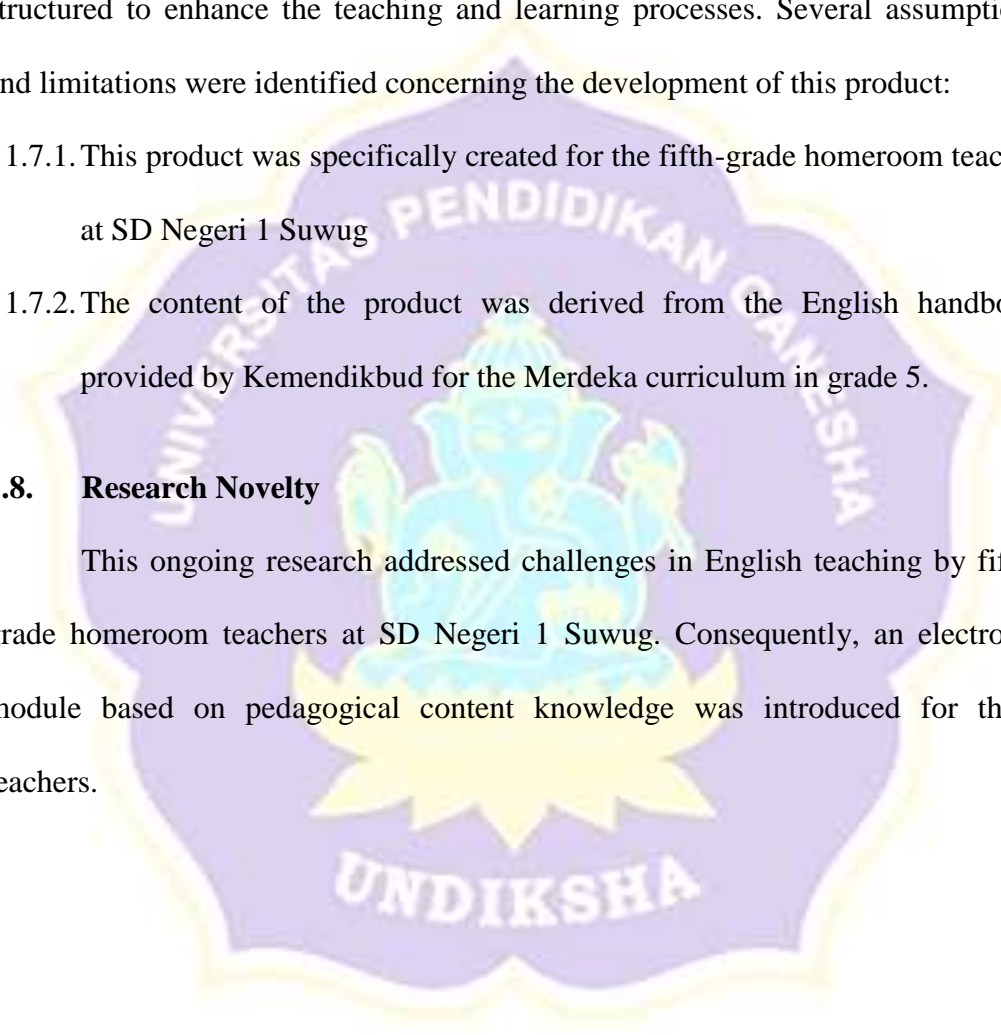 tructured to enhance the teaching and learning processes. Several assumptio
nd limitations were identified concerning the development of this product:
1.7.1. This product was specifically created for the fifth-grade homeroom teac
at SD Negeri 1 Suwug
1.7.2. The content of the product was derived from the English handbo
provided by Kemendikbud for the Merdeka curriculum in grade 5.
.8. Research Novelty
This ongoing research addressed challenges in English teaching by fif
rade homeroom teachers at SD Negeri 1 Suwug. Consequently, an electro
nodule based on pedagogical content knowledge was introduced for th
eachers.
UNIVERSITAS PENDIDIKAN GANESHA
UNDIKSHA